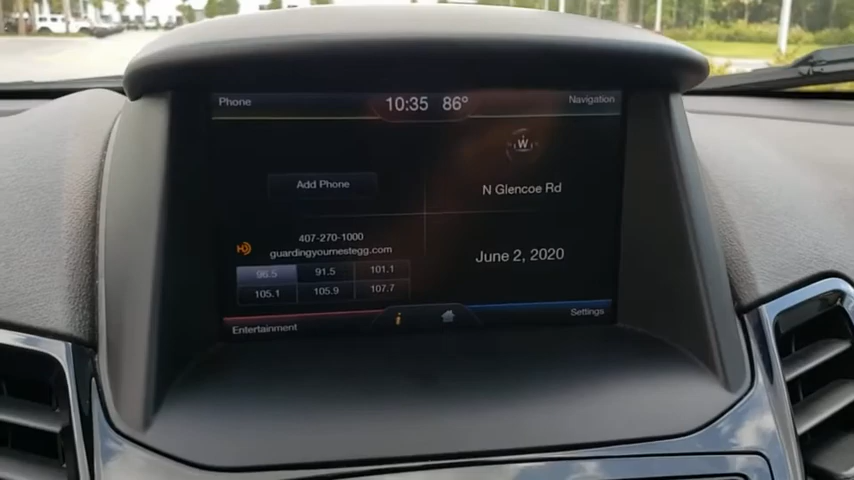 Phone 10:35 86° Navigation
W
Add Phone
N Glencoe Rd
407-270-1000
HD guardingyournestegg.com
June 2, 2020
96.5 91.5 101.1
105.1 105.9 107.7
Entertainment i Settings